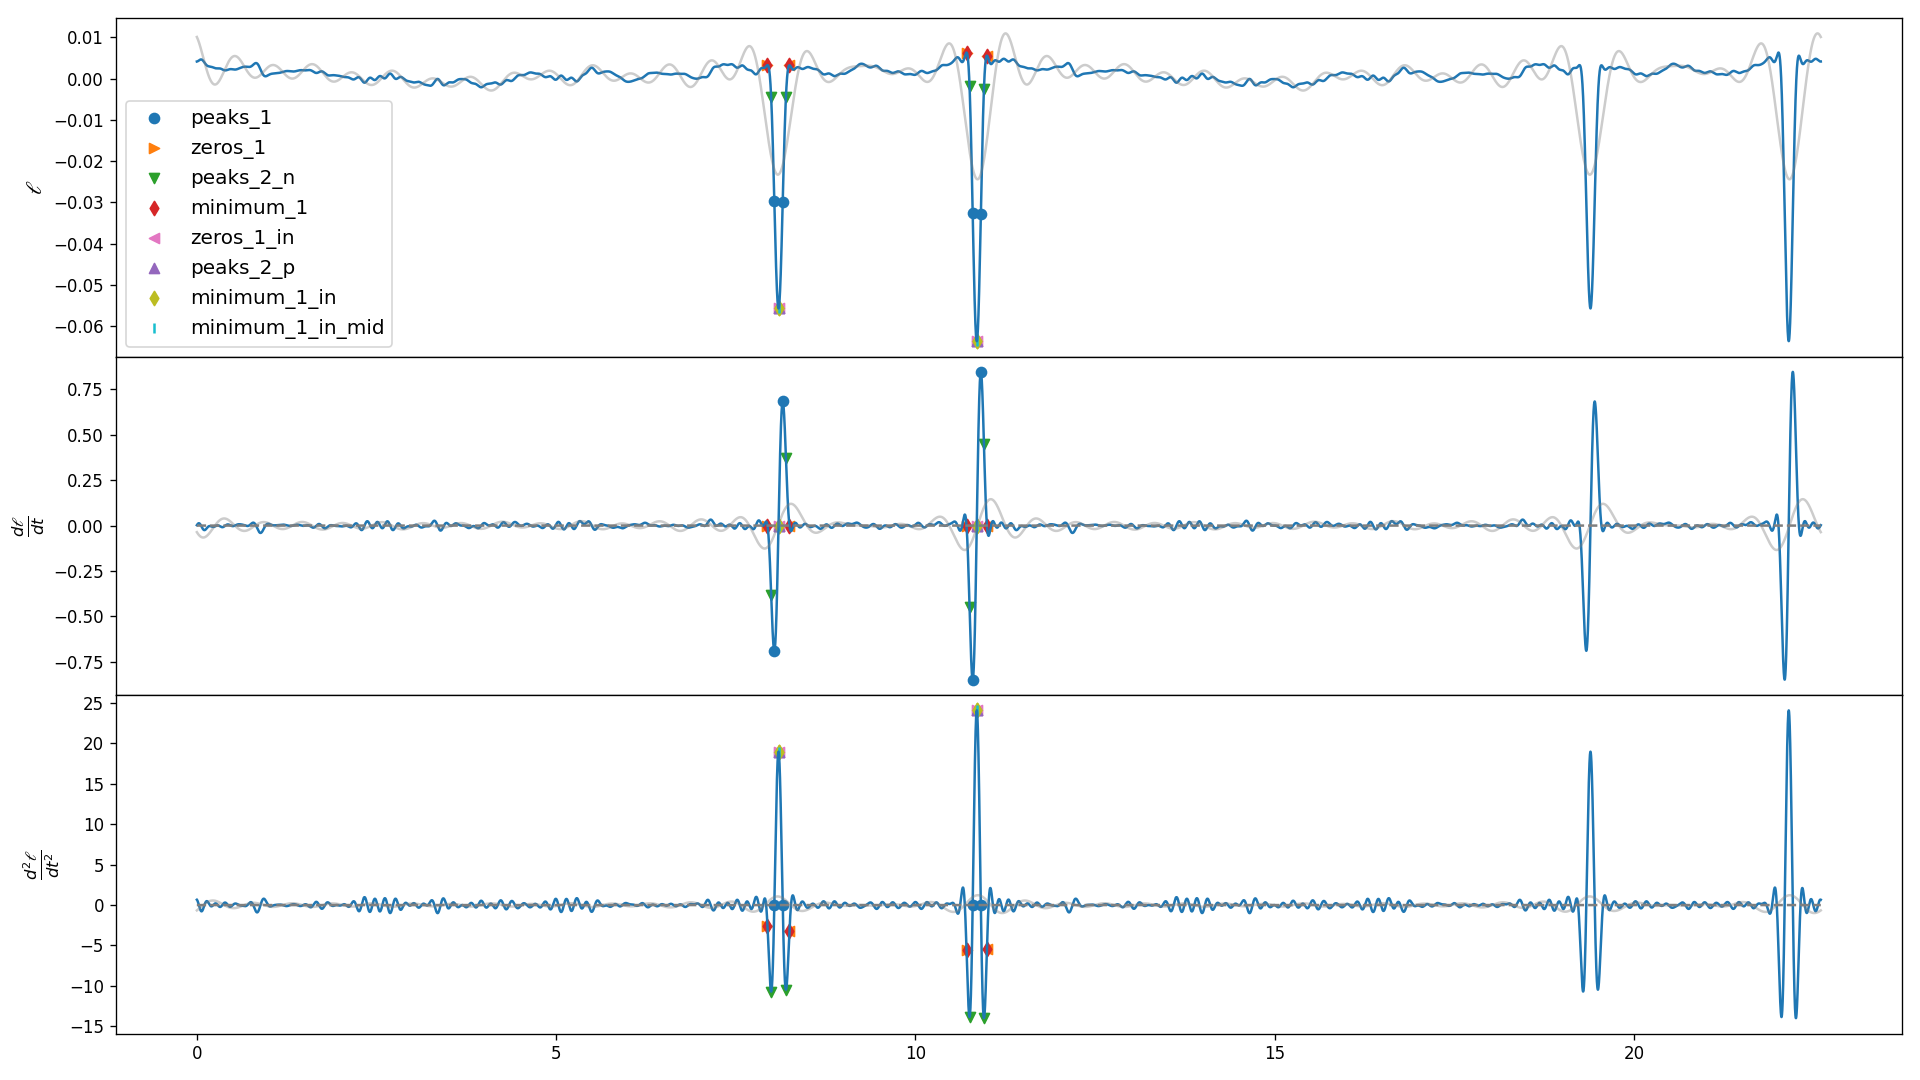 0.01
0.00
−0.01
−0.02
−0.03
−0.04
−0.05
−0.06
ℓ
peaks_1
zeros_1
peaks_2_n
minimum_1
zeros_1_in
peaks_2_p
minimum_1_in
minimum_1_in_mid
0.75
0.50
0.25
0.00
−0.25
−0.50
−0.75
dℓ
dt
25
20
15
10
5
0
−5
−10
−15
d²ℓ
dt²
0 5 10 15 20